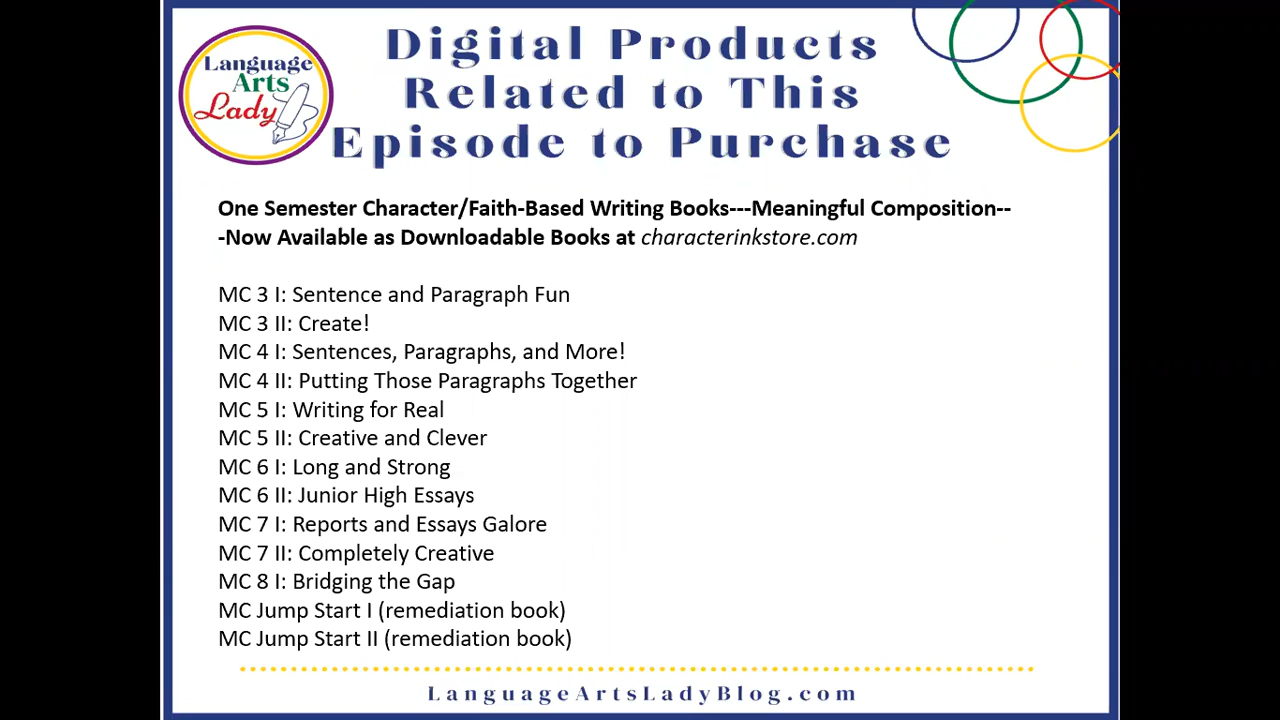 Language
Arts
Lady
Digital Products
Related to This
Episode to Purchase
One Semester Character/Faith-Based Writing Books---Meaningful Composition--
-Now Available as Downloadable Books at characterinkstore.com
MC 3 I: Sentence and Paragraph Fun
MC 3 II: Create!
MC 4 I: Sentences, Paragraphs, and More!
MC 4 II: Putting Those Paragraphs Together
MC 5 I: Writing for Real
MC 5 II: Creative and Clever
MC 6 I: Long and Strong
MC 6 II: Junior High Essays
MC 7 I: Reports and Essays Galore
MC 7 II: Completely Creative
MC 8 I: Bridging the Gap
MC Jump Start I (remediation book)
MC Jump Start II (remediation book)
LanguageArtsLadyBlog.com